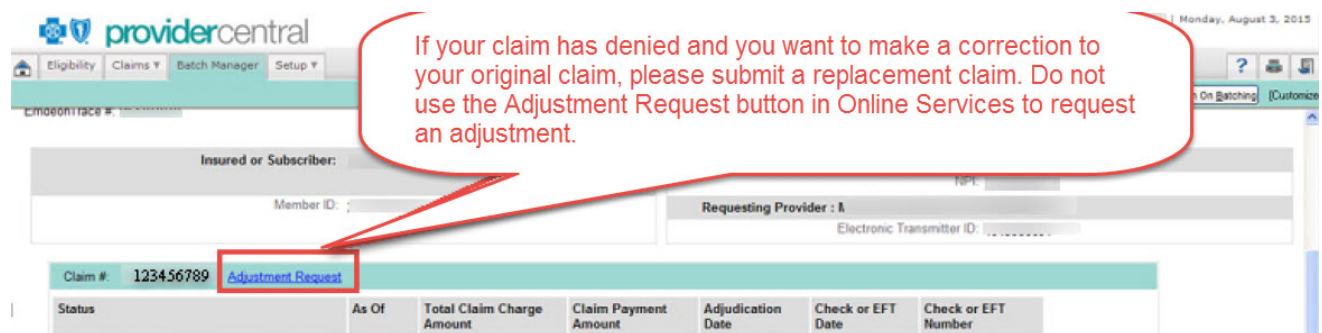 providercentral
Monday, August 3, 2015
If your claim has denied and you want to make a correction to
your original claim, please submit a replacement claim. Do not
use the Adjustment Request button in Online Services to request
an adjustment.
Eligibility Claims Batch Manager Setup ?
On Batching [Customize
EmdeonTrace #:
Insured or Subscriber:
NPI:
Member ID:
Requesting Provider :
Electronic Transmitter ID:
Claim #: 123456789 Adjustment Request
Status As Of Total Claim Charge Amount Claim Payment Amount Adjudication Date Check or EFT Date Check or EFT Number